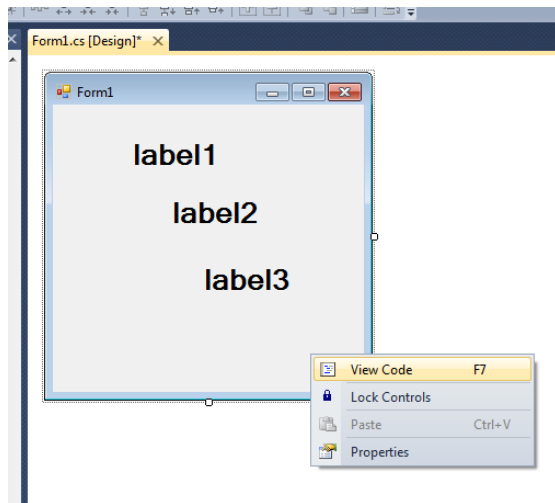 Form1.cs [Design]*
Form1
label1
label2
label3
View Code F7
Lock Controls
Paste Ctrl+V
Properties